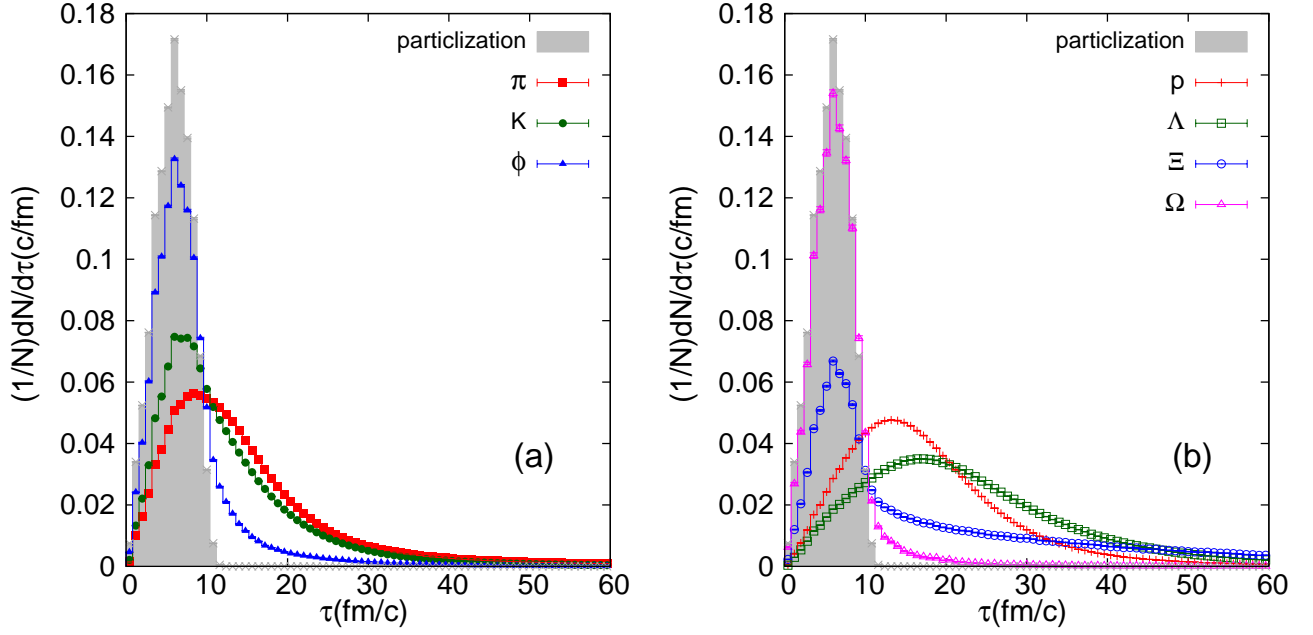 0.18
0.16
0.14
0.12
0.1
0.08
0.06
0.04
0.02
0
(1/N)dN/dτ(c/fm)
particlization
π
K
ϕ
(a)
0 10 20 30 40 50 60
τ(fm/c)
0.18
0.16
0.14
0.12
0.1
0.08
0.06
0.04
0.02
0
(1/N)dN/dτ(c/fm)
particlization
p
Λ
Ξ
Ω
(b)
0 10 20 30 40 50 60
τ(fm/c)